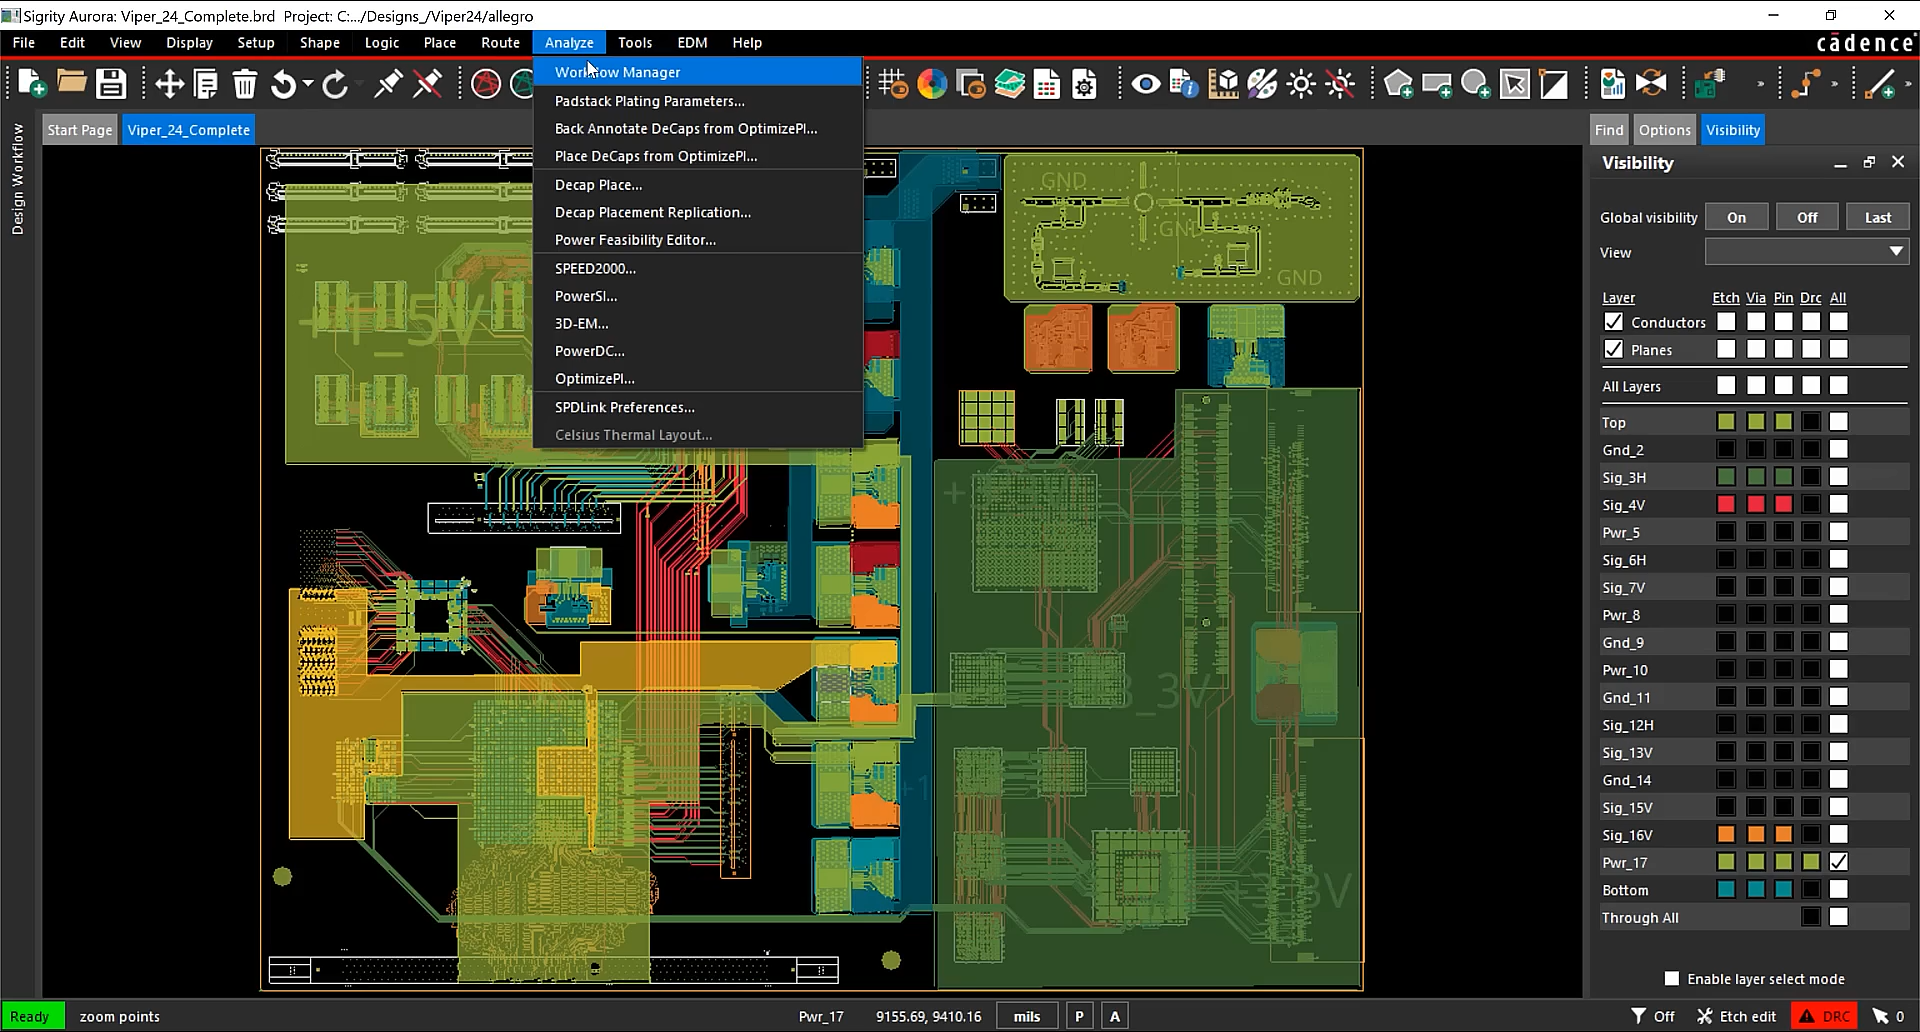 Sigrity Aurora: Viper_24_Complete.brd  Project: C:.../Designs_/Viper24/allegro
File Edit View Display Setup Shape Logic Place Route Analyze Tools EDM Help
cādence
Workflow Manager
Padstack Plating Parameters...
Back Annotate DeCaps from OptimizePI...
Place DeCaps from OptimizePI...
Decap Place...
Decap Placement Replication...
Power Feasibility Editor...
SPEED2000...
PowerSI...
3D-EM...
PowerDC...
OptimizePI...
SPDLink Preferences...
Celsius Thermal Layout...
Start Page Viper_24_Complete
Design Workflow
GND
GND
GND
Find Options Visibility
Visibility
Global visibility On Off Last
View
Layer Etch Via Pin Drc All
Conductors
Planes
All Layers
Top
Gnd_2
Sig_3H
Sig_4V
Pwr_5
Sig_6H
Sig_7V
Pwr_8
Gnd_9
Pwr_10
Gnd_11
Sig_12H
Sig_13V
Gnd_14
Sig_15V
Sig_16V
Pwr_17
Bottom
Through All
Enable layer select mode
Ready zoom points Pwr_17 9155.69, 9410.16 mils P A Off Etch edit DRC 0